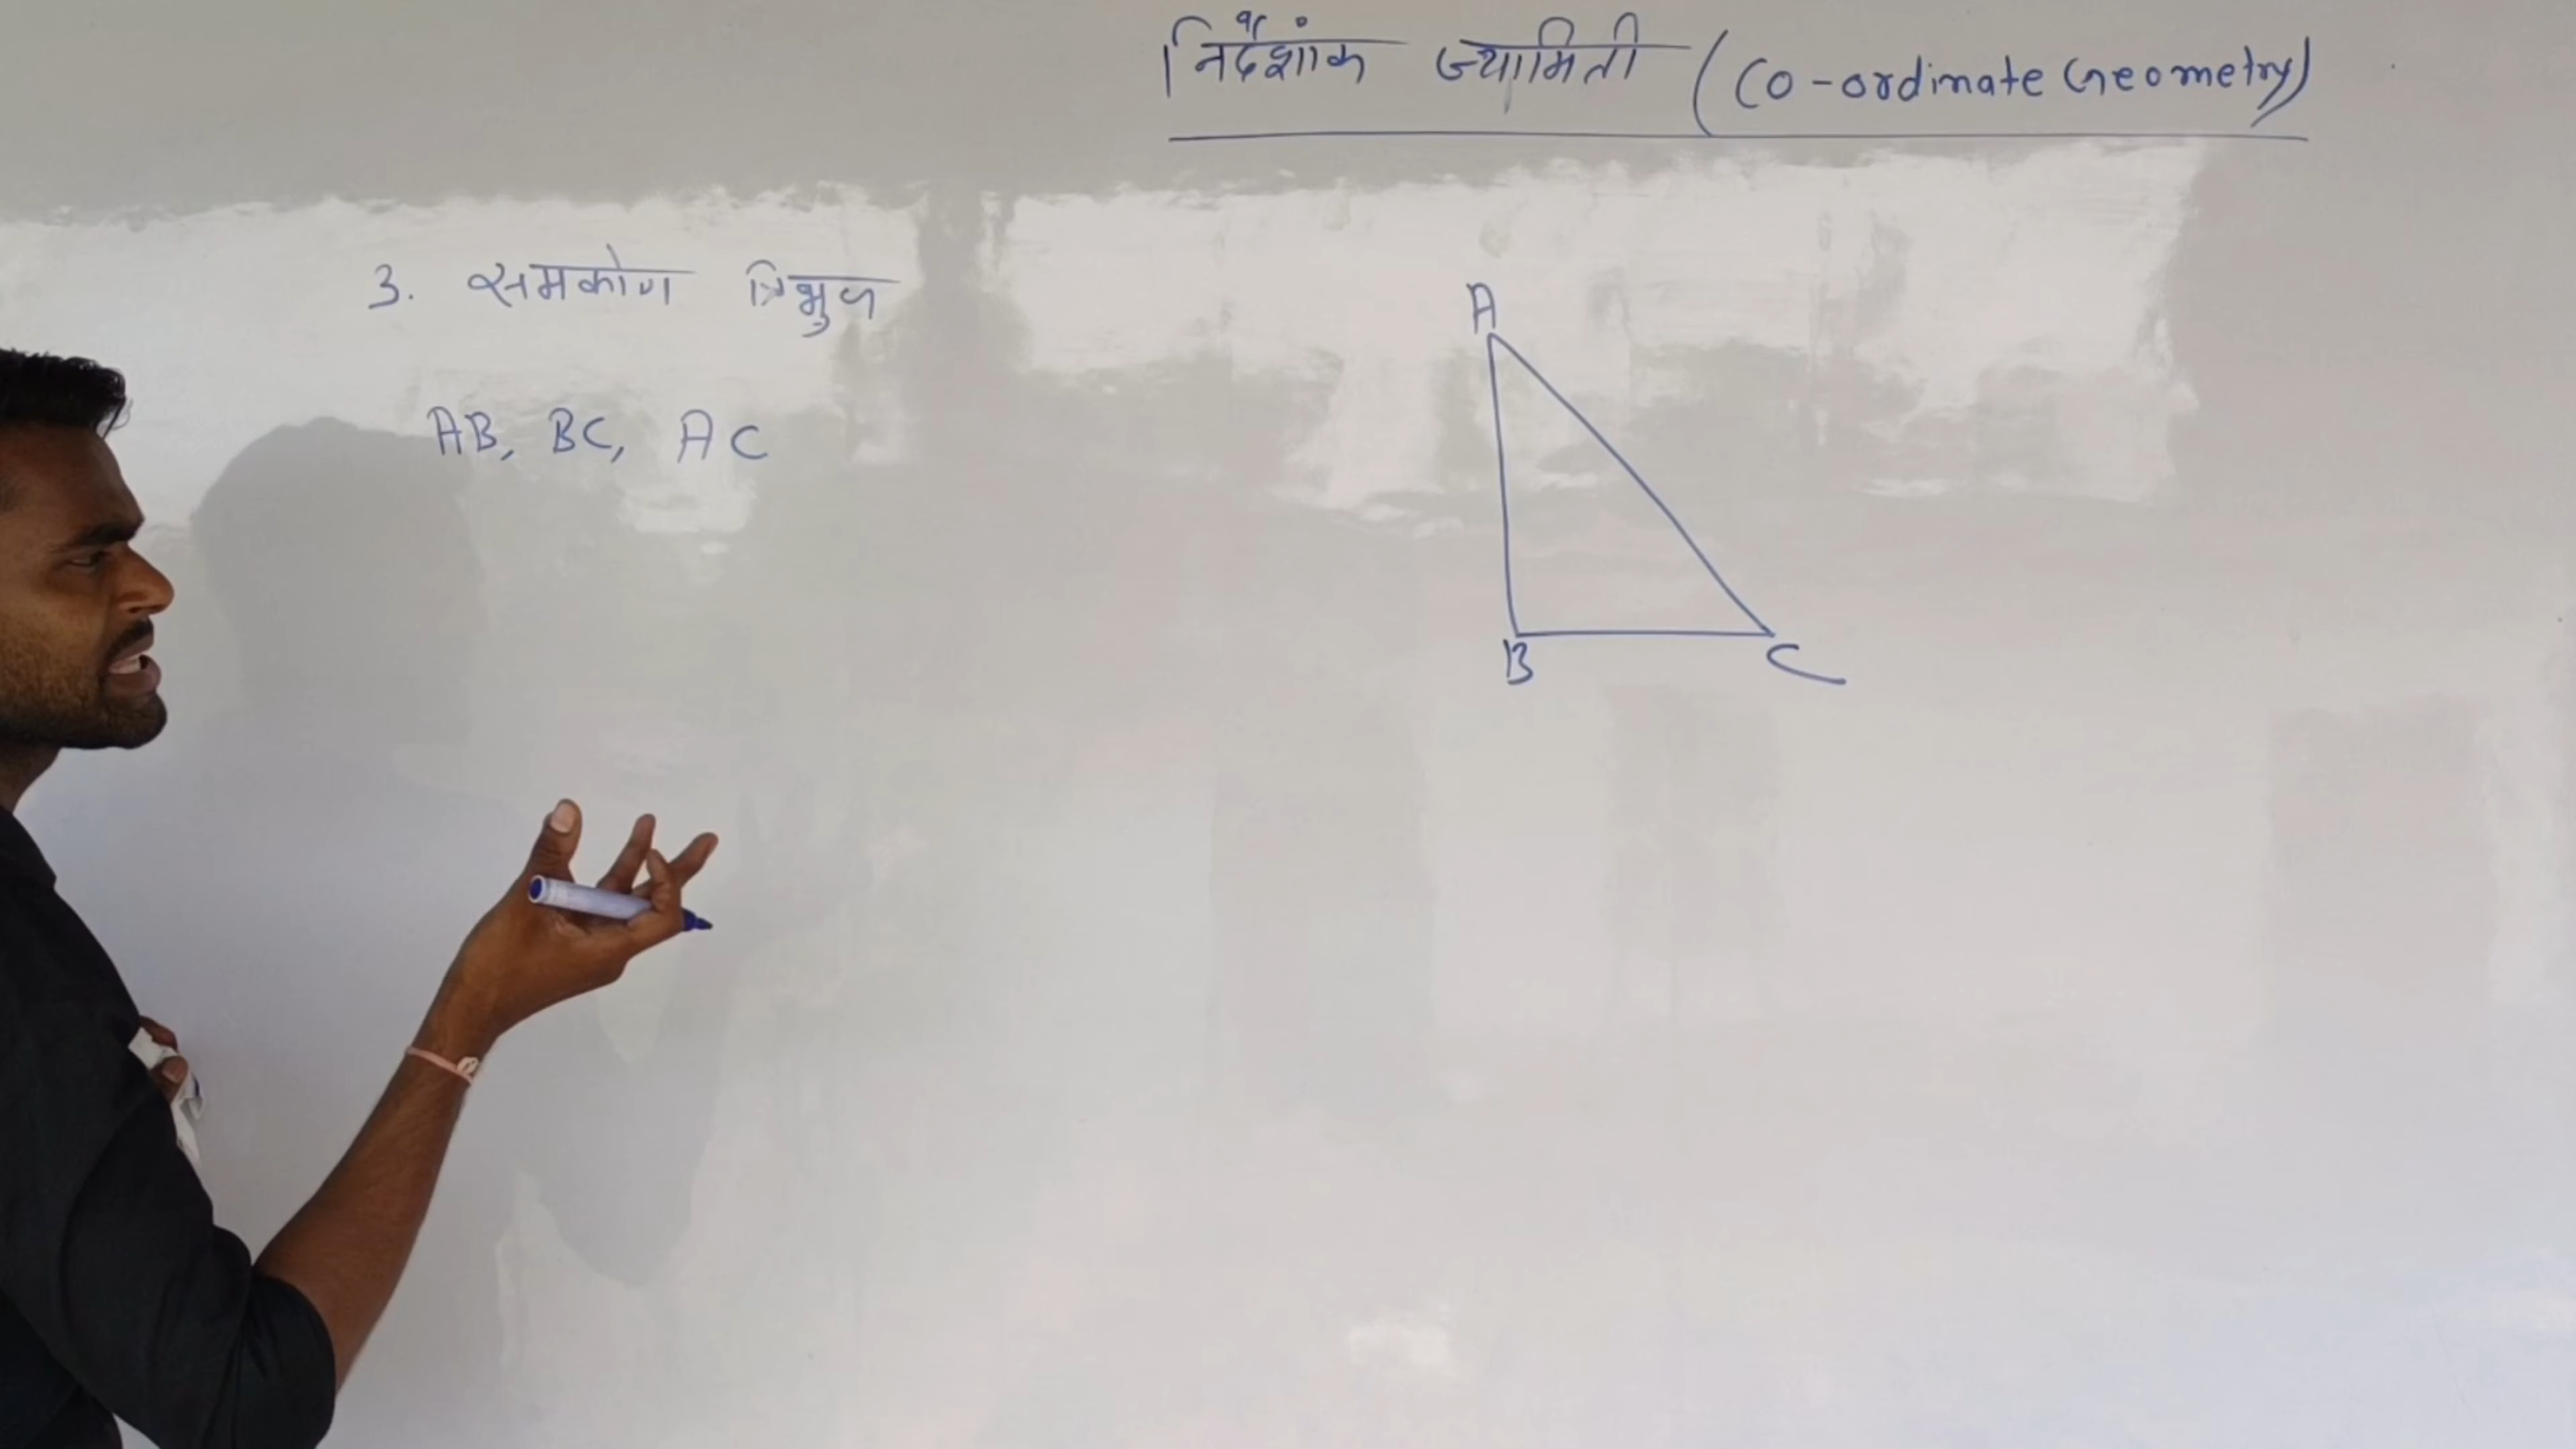 निर्देशांक ज्यामिती (Co-ordinate Geometry)
3. समकोण त्रिभुज
AB, BC, AC
A
B
C